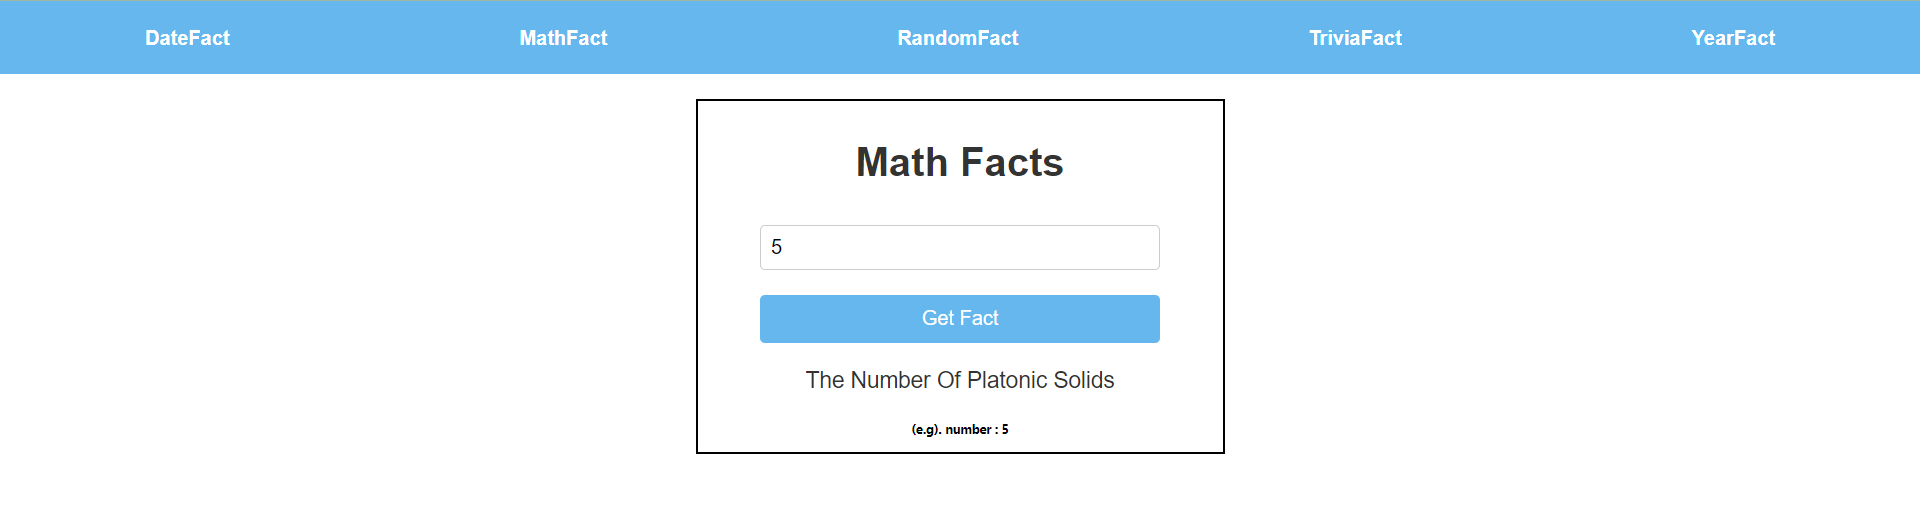 DateFact MathFact RandomFact TriviaFact YearFact
Math Facts
5
Get Fact
The Number Of Platonic Solids
(e.g). number : 5